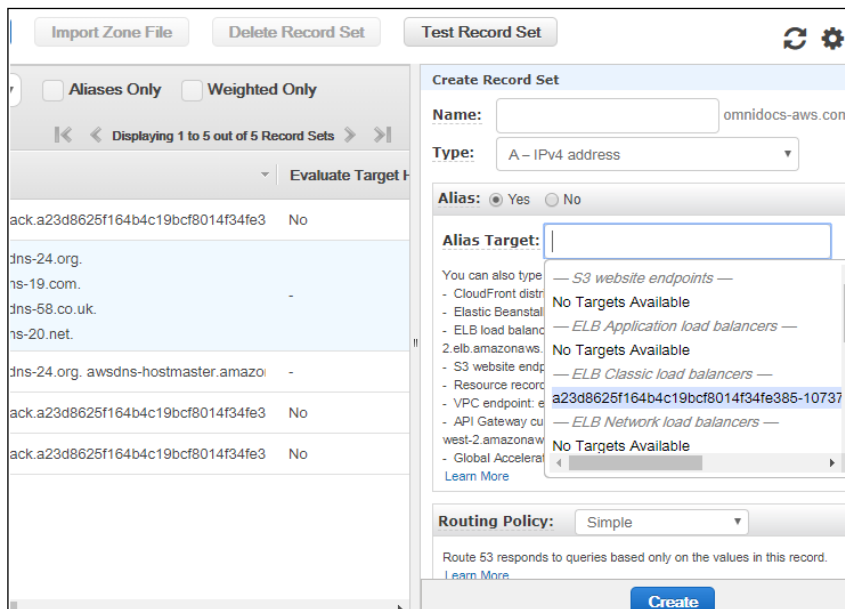 Import Zone File
Delete Record Set
Test Record Set
Aliases Only
Weighted Only
Displaying 1 to 5 out of 5 Record Sets
Evaluate Target H
ack.a23d8625f164b4c19bcf8014f34fe3 No
dns-24.org.
ns-19.com.
dns-58.co.uk.
ns-20.net.
-
dns-24.org. awsdns-hostmaster.amazo -
ack.a23d8625f164b4c19bcf8014f34fe3 No
ack.a23d8625f164b4c19bcf8014f34fe3 No
Create Record Set
Name: omnidocs-aws.com
Type: A – IPv4 address
Alias: Yes No
Alias Target:
You can also type
- CloudFront distr
- Elastic Beanstal
- ELB load balanc
2.elb.amazonaws.
- S3 website endp
- Resource record
- VPC endpoint: e
- API Gateway cu
west-2.amazonaw
- Global Accelerat
Learn More
— S3 website endpoints —
No Targets Available
— ELB Application load balancers —
No Targets Available
— ELB Classic load balancers —
a23d8625f164b4c19bcf8014f34fe385-10737
— ELB Network load balancers —
No Targets Available
Routing Policy: Simple
Route 53 responds to queries based only on the values in this record.
Learn More
Create